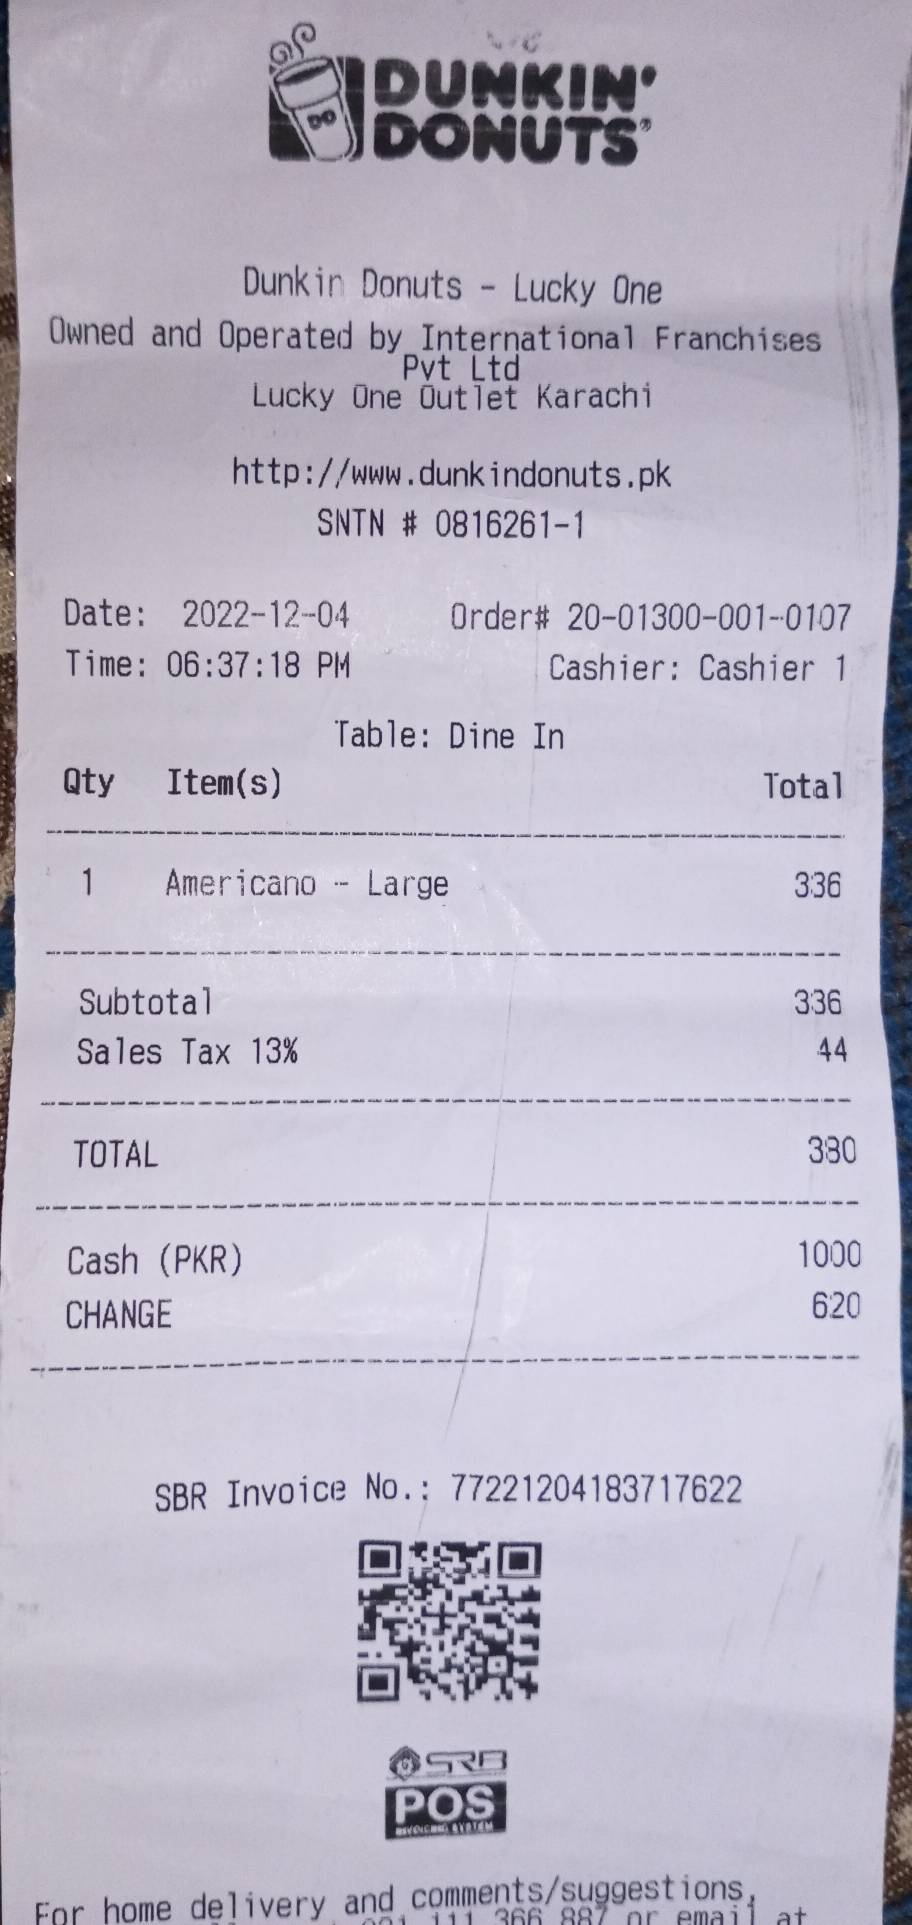 DUNKIN'
DONUTS®
Dunkin Donuts - Lucky One
Owned and Operated by International Franchises
Pvt Ltd
Lucky One Outlet Karachi
http://www.dunkindonuts.pk
SNTN # 0816261-1
Date: 2022-12-04 Order# 20-01300-001-0107
Time: 06:37:18 PM Cashier: Cashier 1
Table: Dine In
Qty Item(s) Total
1 Americano - Large 336
Subtotal 336
Sales Tax 13% 44
TOTAL 380
Cash (PKR) 1000
CHANGE 620
SBR Invoice No.: 77221204183717622
SRB
POS
INVOICING SYSTEM
For home delivery and comments/suggestions,
111 366 887 or email at